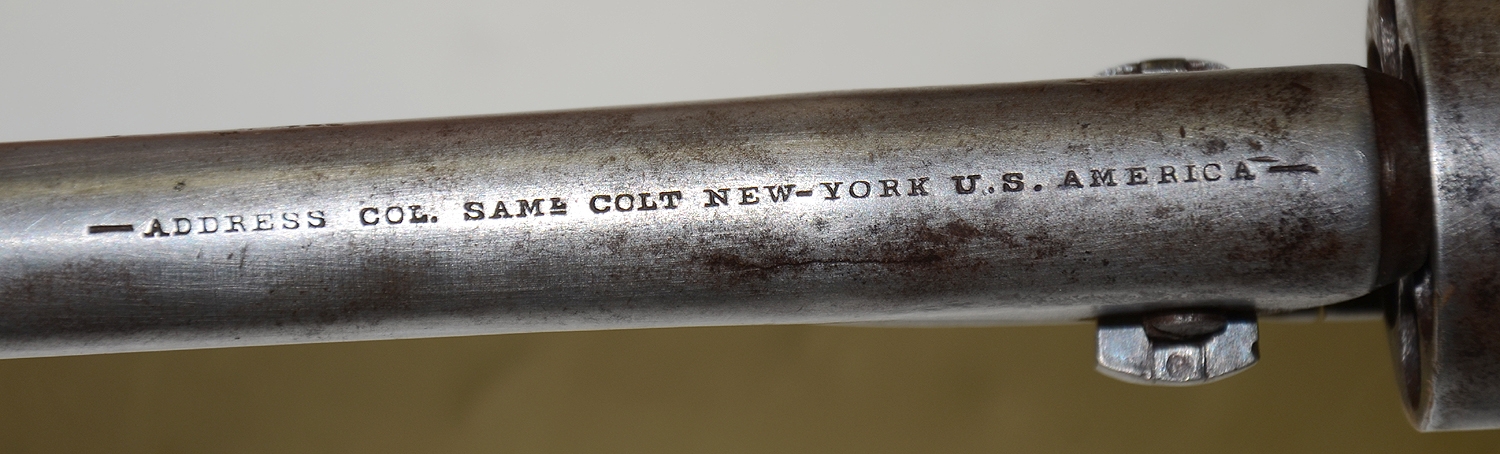 —ADDRESS COL. SAMᴸ COLT NEW-YORK U.S. AMERICA—